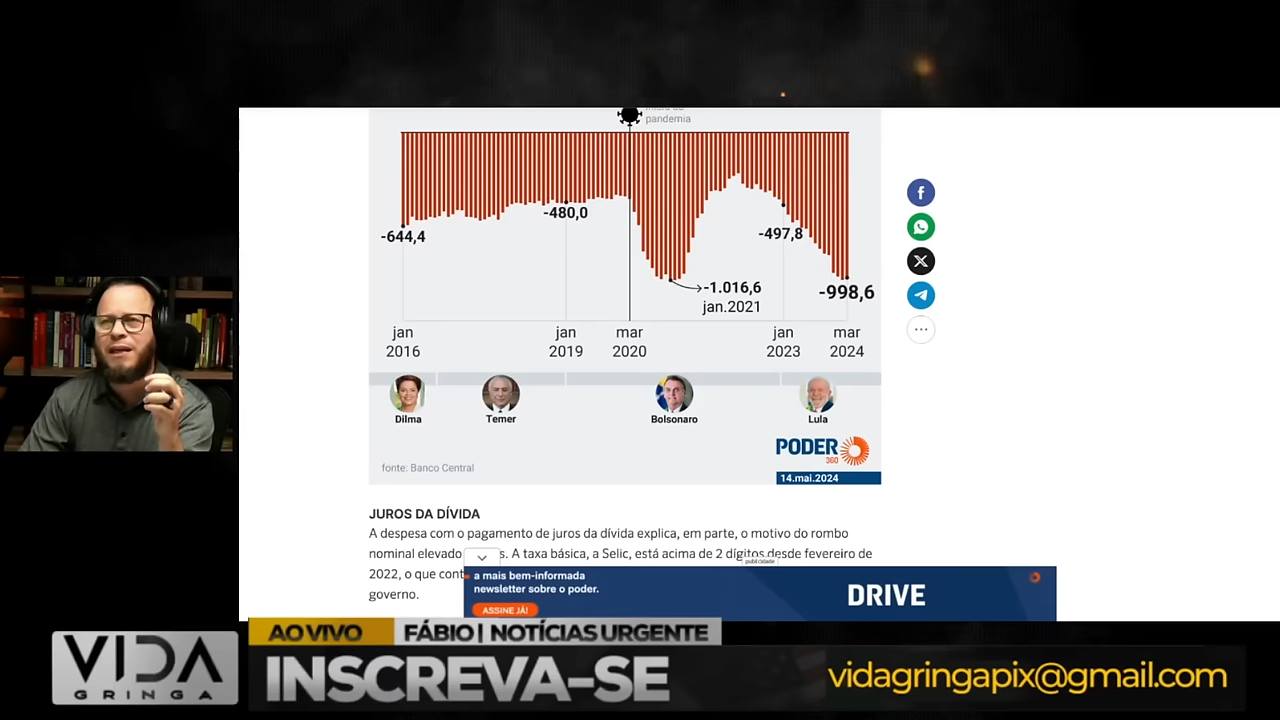 pandemia
-480,0
-644,4
-497,8
-1.016,6
jan.2021
-998,6
jan
2016
jan
2019
mar
2020
jan
2023
mar
2024
Dilma
Temer
Bolsonaro
Lula
PODER
360
14.mai.2024
fonte: Banco Central
JUROS DA DÍVIDA
A despesa com o pagamento de juros da dívida explica, em parte, o motivo do rombo
nominal elevado s. A taxa básica, a Selic, está acima de 2 dígitos desde fevereiro de
2022, o que cont
governo.
publicidade
a mais bem-informada
newsletter sobre o poder.
ASSINE JÁ!
DRIVE
AO VIVO
FÁBIO | NOTÍCIAS URGENTE
VIDA
GRINGA
INSCREVA-SE
vidagringapix@gmail.com